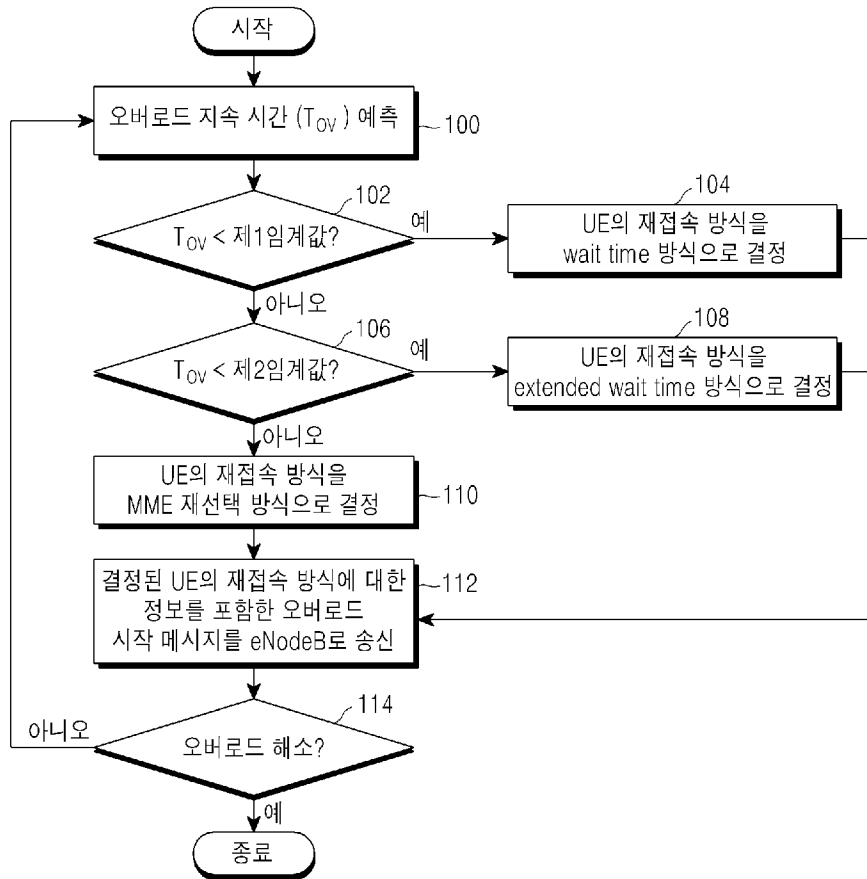 시작
오버로드 지속 시간 (TOV) 예측
100
102
TOV < 제1임계값?
예
104
UE의 재접속 방식을
wait time 방식으로 결정
아니오
106
TOV < 제2임계값?
예
108
UE의 재접속 방식을
extended wait time 방식으로 결정
아니오
UE의 재접속 방식을
MME 재선택 방식으로 결정
110
결정된 UE의 재접속 방식에 대한
정보를 포함한 오버로드
시작 메시지를 eNodeB로 송신
112
114
아니오
오버로드 해소?
예
종료